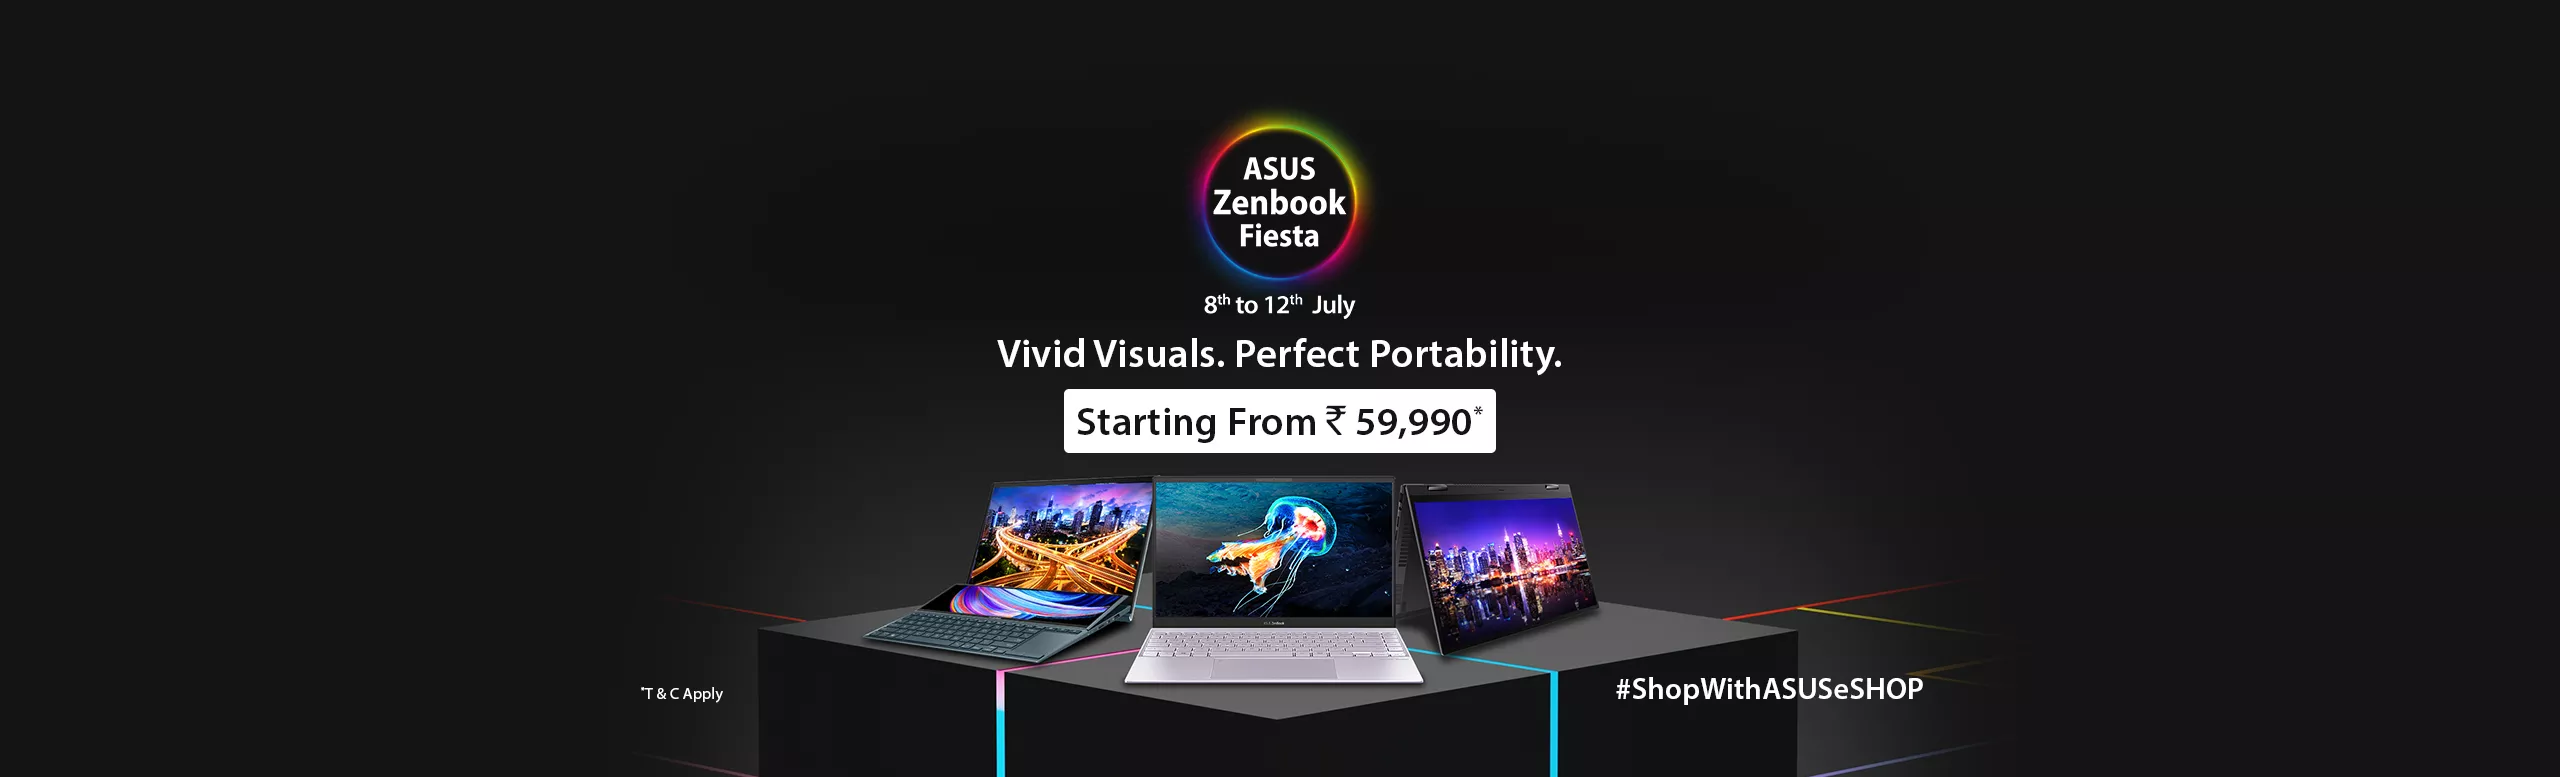 ASUS
Zenbook
Fiesta
8th to 12th July
Vivid Visuals. Perfect Portability.
Starting From ₹ 59,990*
*T & C Apply
#ShopWithASUSeSHOP